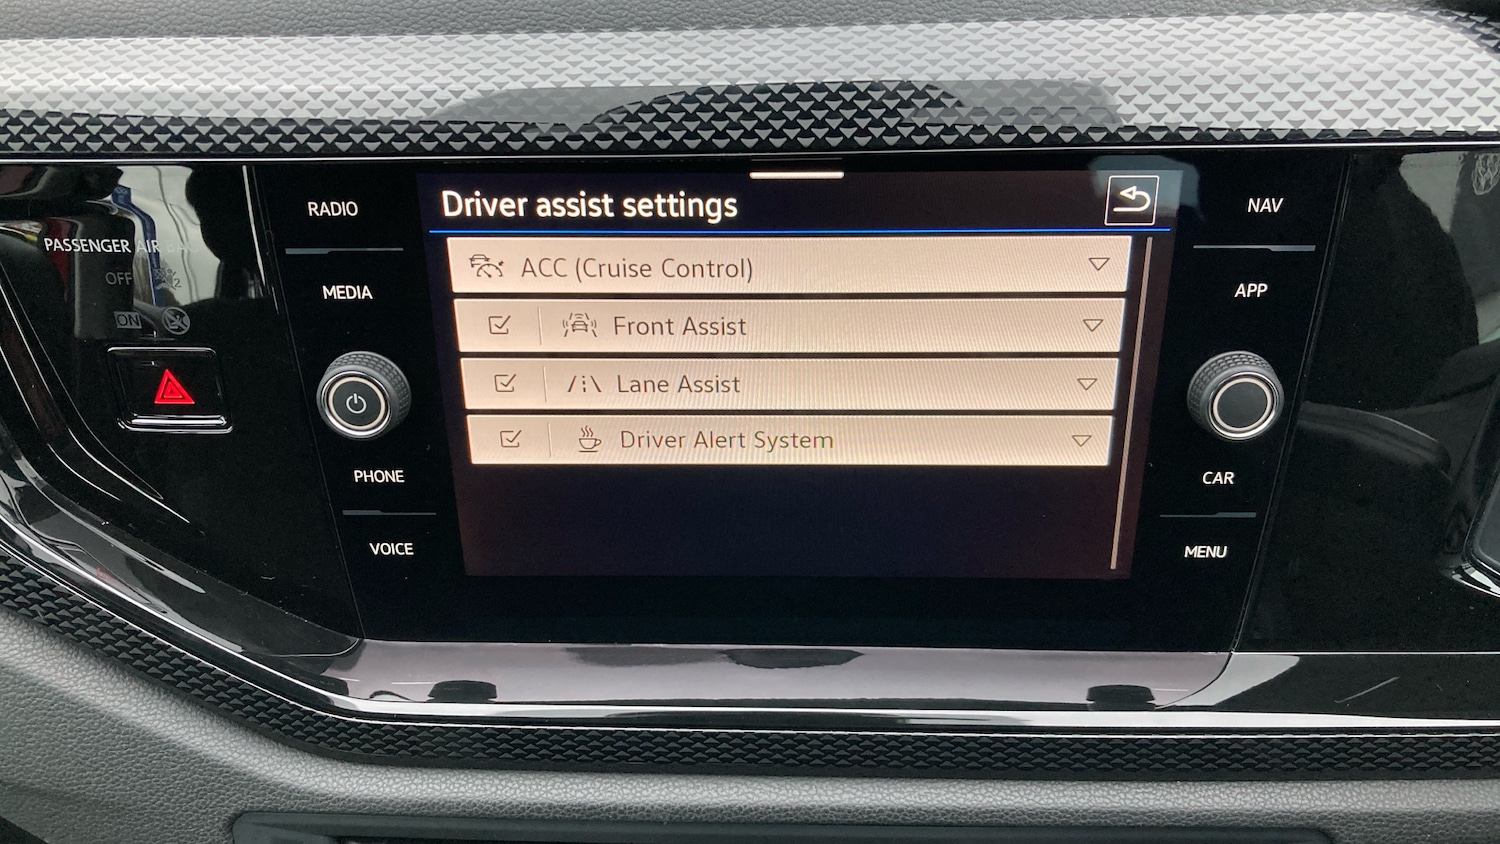 PASSENGER AIR
OFF
ON
RADIO
MEDIA
PHONE
VOICE
Driver assist settings
ACC (Cruise Control)
Front Assist
Lane Assist
Driver Alert System
NAV
APP
CAR
MENU